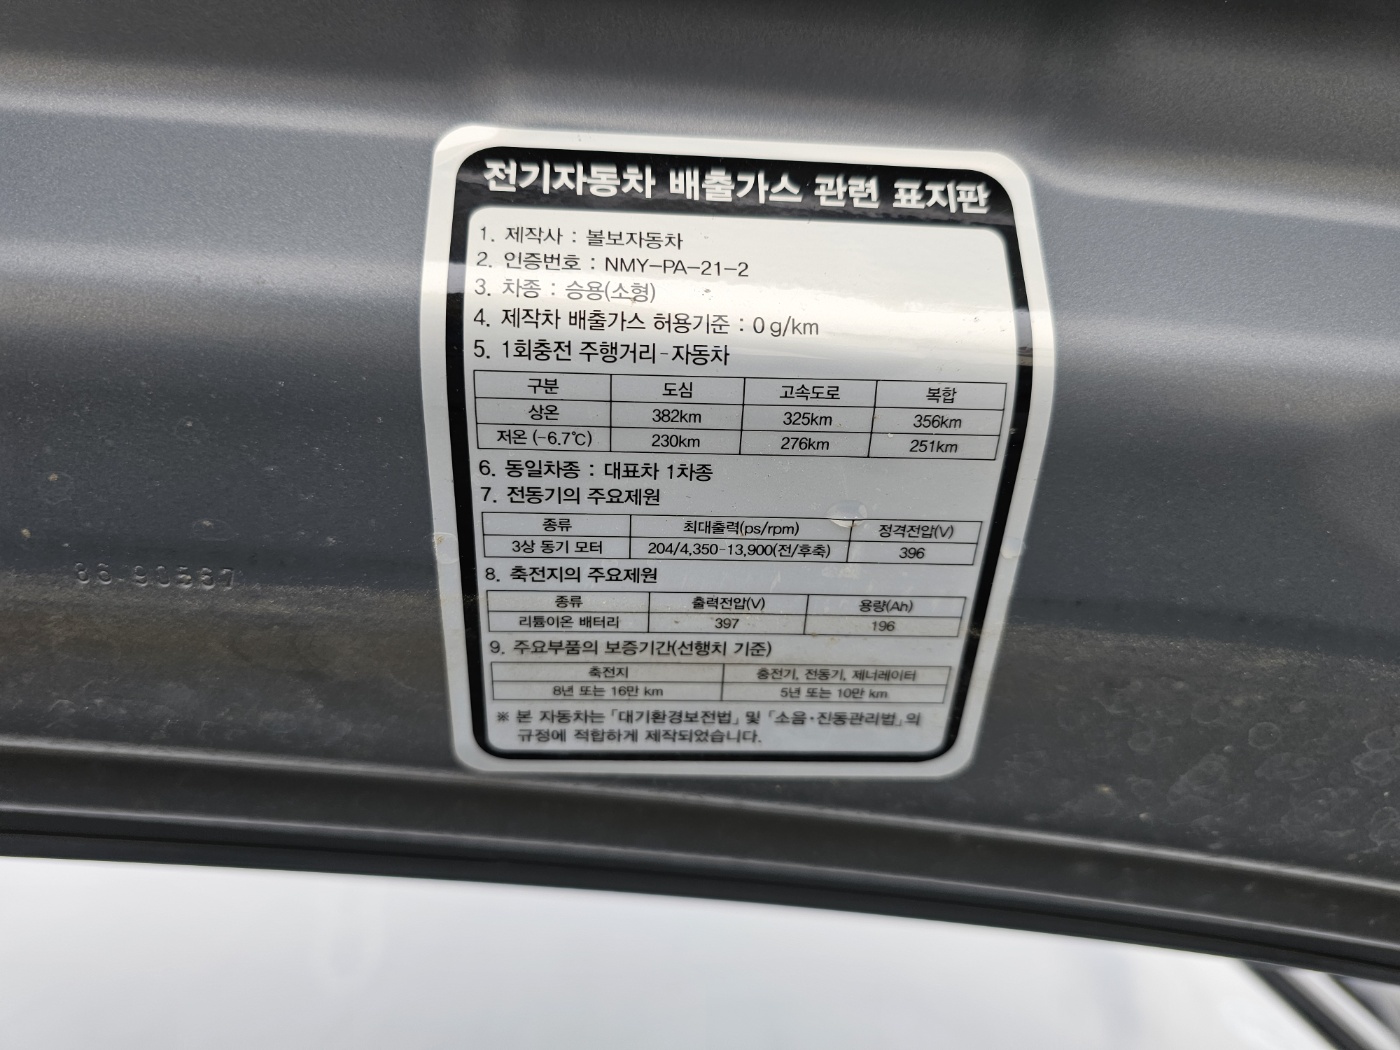 전기자동차 배출가스 관련 표지판
1. 제작사 : 볼보자동차
2. 인증번호 : NMY-PA-21-2
3. 차종 : 승용(소형)
4. 제작차 배출가스 허용기준 : 0 g/km
5. 1회충전 주행거리-자동차
구분 도심 고속도로 복합
상온 382km 325km 356km
저온 (-6.7℃) 230km 276km 251km
6. 동일차종 : 대표차 1차종
7. 전동기의 주요제원
종류 최대출력(ps/rpm) 정격전압(V)
3상 동기 모터 204/4,350-13,900(전/후축) 396
8. 축전지의 주요제원
종류 출력전압(V) 용량(Ah)
리튬이온 배터리 397 196
9. 주요부품의 보증기간(선행치 기준)
축전지 충전기, 전동기, 제너레이터
8년 또는 16만 km 5년 또는 10만 km
※ 본 자동차는 「대기환경보전법」 및 「소음·진동관리법」의
규정에 적합하게 제작되었습니다.